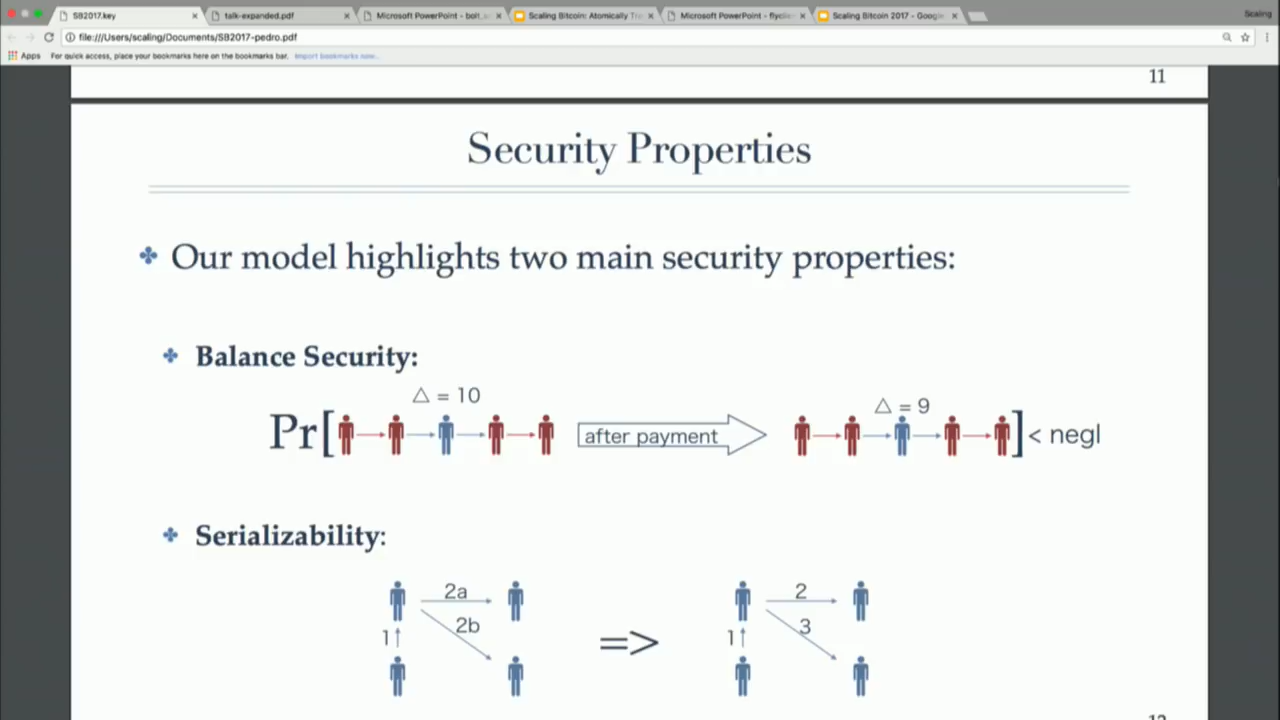 SB2017.key
talk-expanded.pdf
Microsoft PowerPoint - bolt_
Scaling Bitcoin: Atomically Tra
Microsoft PowerPoint - flyclie
Scaling Bitcoin 2017 - Google
Scaling
file:///Users/scaling/Documents/SB2017-pedro.pdf
Apps
For quick access, place your bookmarks here on the bookmarks bar. Import bookmarks now...
11
Security Properties
Our model highlights two main security properties:
Balance Security:
△ = 10
△ = 9
Pr[
after payment
] < negl
Serializability:
2a
2
2b
3
1
=>
1